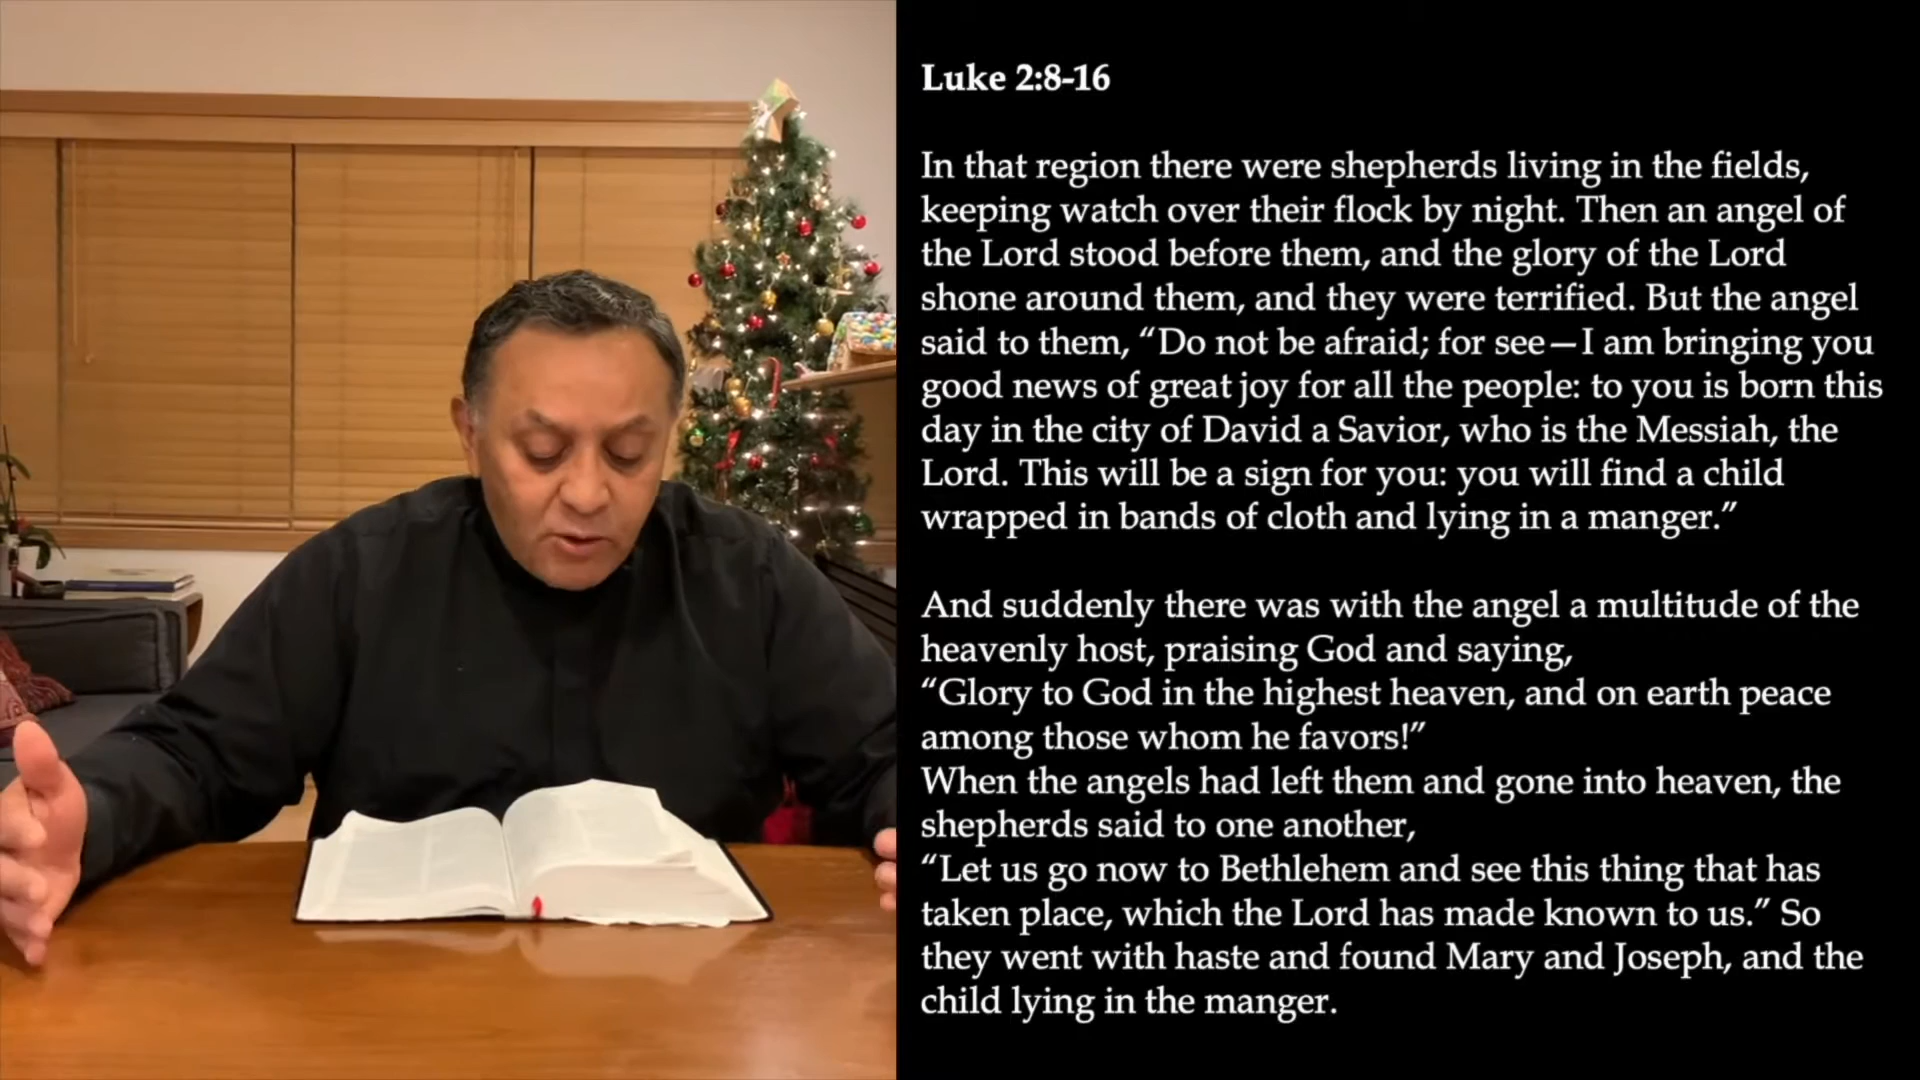 Luke 2:8-16
In that region there were shepherds living in the fields,
keeping watch over their flock by night. Then an angel of
the Lord stood before them, and the glory of the Lord
shone around them, and they were terrified. But the angel
said to them, “Do not be afraid; for see—I am bringing you
good news of great joy for all the people: to you is born this
day in the city of David a Savior, who is the Messiah, the
Lord. This will be a sign for you: you will find a child
wrapped in bands of cloth and lying in a manger.”
And suddenly there was with the angel a multitude of the
heavenly host, praising God and saying,
“Glory to God in the highest heaven, and on earth peace
among those whom he favors!”
When the angels had left them and gone into heaven, the
shepherds said to one another,
“Let us go now to Bethlehem and see this thing that has
taken place, which the Lord has made known to us.” So
they went with haste and found Mary and Joseph, and the
child lying in the manger.